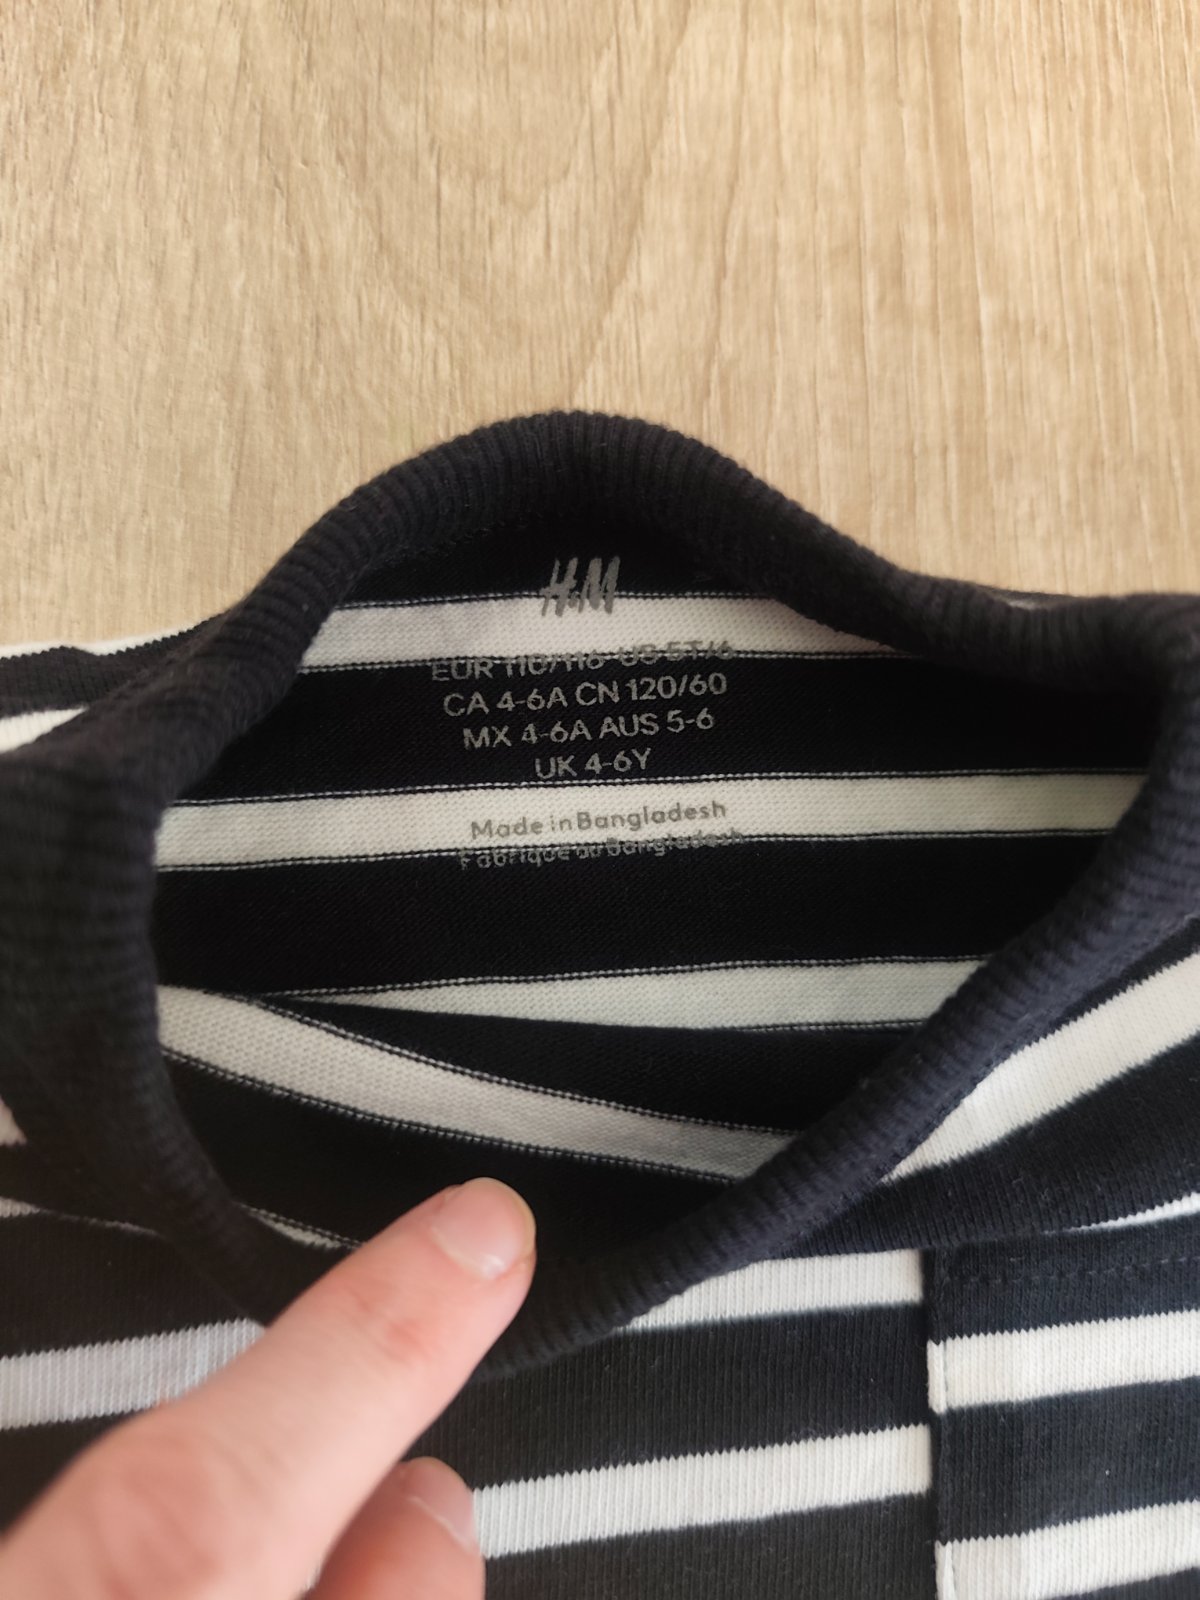 H&M
EUR 110/116 US 5T/6
CA 4-6A CN 120/60
MX 4-6A AUS 5-6
UK 4-6Y
Made in Bangladesh
Fabriqué au Bangladesh